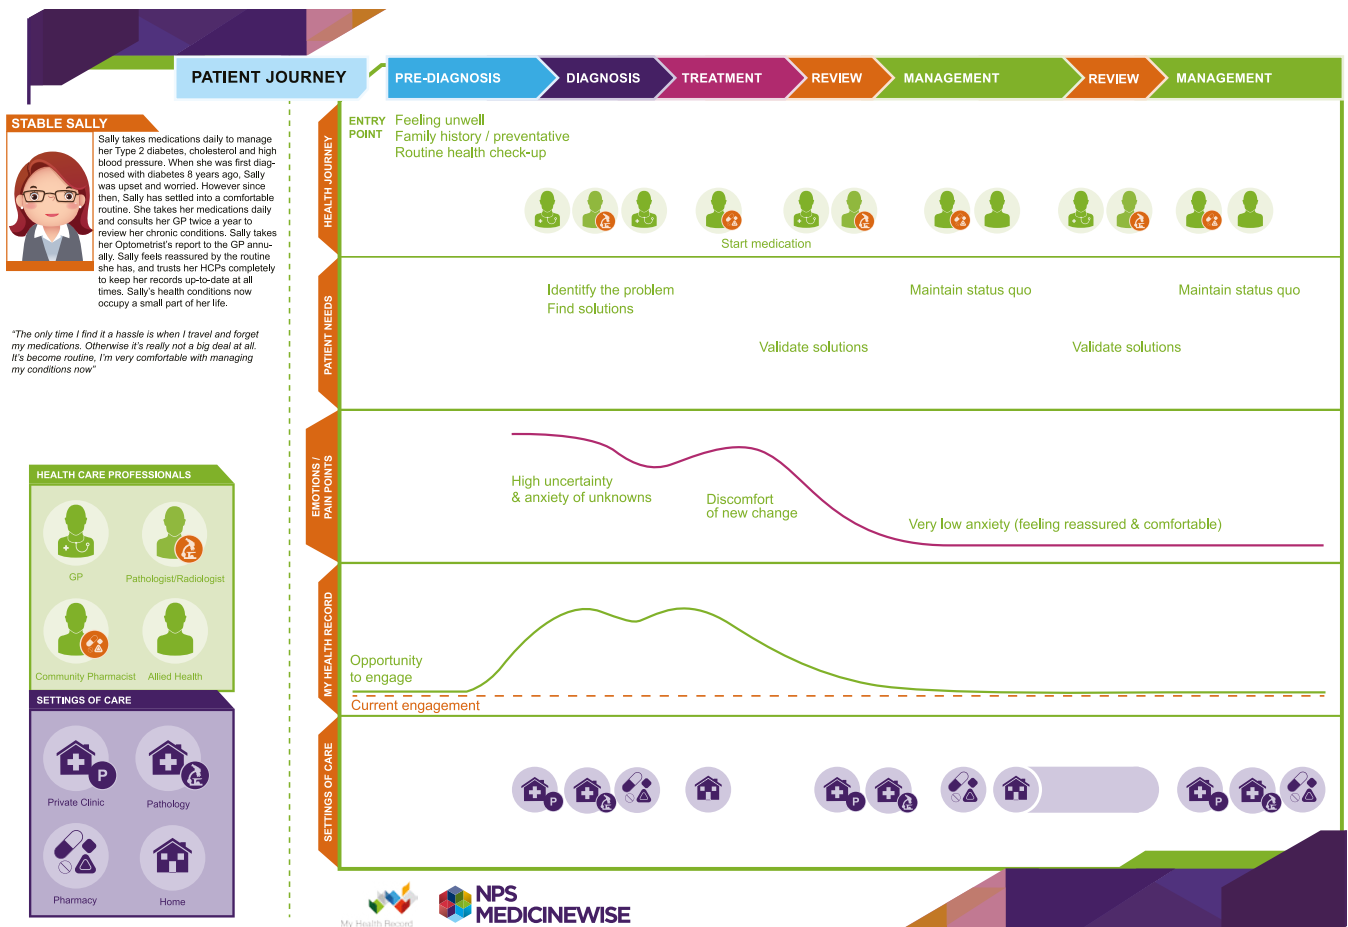 PATIENT JOURNEY
PRE-DIAGNOSIS
DIAGNOSIS
TREATMENT
REVIEW
MANAGEMENT
REVIEW
MANAGEMENT
STABLE SALLY
Sally takes medications daily to manage
her Type 2 diabetes, cholesterol and high
blood pressure. When she was first diag-
nosed with diabetes 8 years ago, Sally
was upset and worried. However since
then, Sally has settled into a comfortable
routine. She takes her medications daily
and consults her GP twice a year to
review her chronic conditions. Sally takes
her Optometrist's report to the GP annu-
ally. Sally feels reassured by the routine
she has, and trusts her HCPs completely
to keep her records up-to-date at all
times. Sally's health conditions now
occupy a small part of her life.
"The only time I find it a hassle is when I travel and forget
my medications. Otherwise it's really not a big deal at all.
It's become routine, I'm very comfortable with managing
my conditions now"
HEALTH CARE PROFESSIONALS
GP
Pathologist/Radiologist
Community Pharmacist
Allied Health
SETTINGS OF CARE
P
Private Clinic
Pathology
Pharmacy
Home
HEALTH JOURNEY
ENTRY
POINT
Feeling unwell
Family history / preventative
Routine health check-up
Start medication
PATIENT NEEDS
Identitfy the problem
Find solutions
Validate solutions
Maintain status quo
Validate solutions
Maintain status quo
EMOTIONS /
PAIN POINTS
High uncertainty
& anxiety of unknowns
Discomfort
of new change
Very low anxiety (feeling reassured & comfortable)
MY HEALTH RECORD
Opportunity
to engage
Current engagement
SETTINGS OF CARE
P
P
P
My Health Record
NPS
MEDICINEWISE